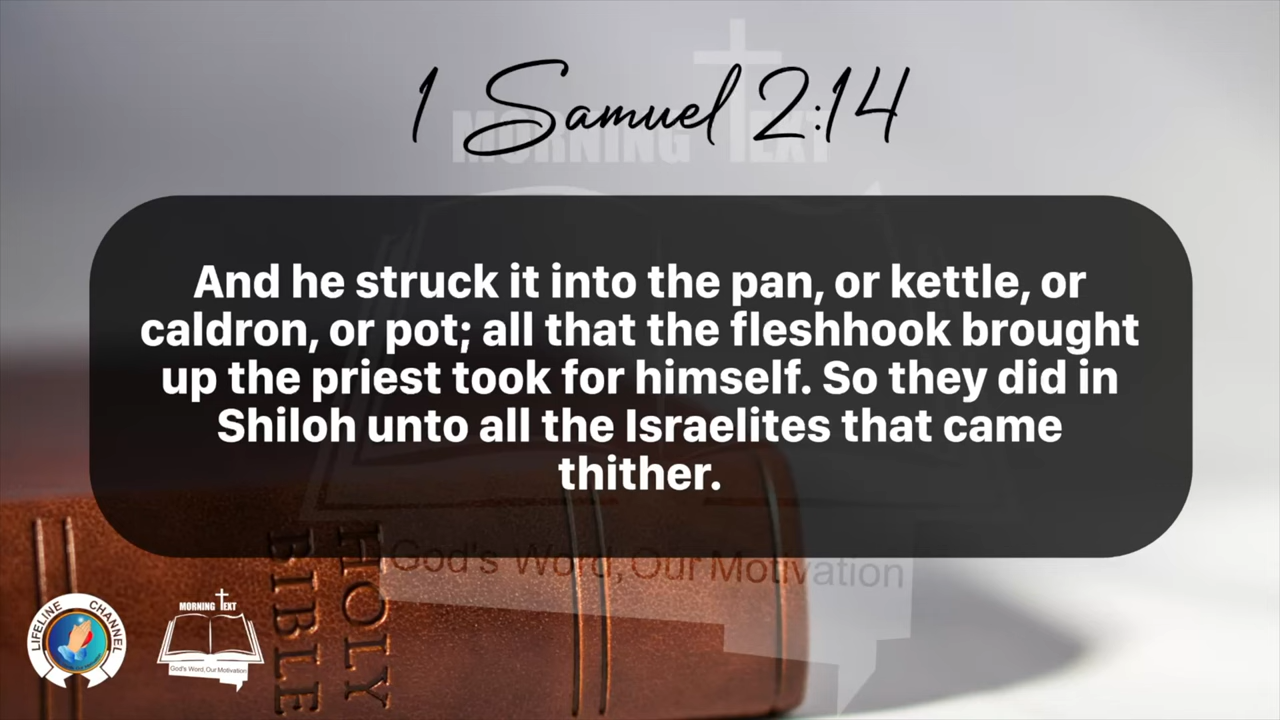 1 Samuel 2:14
MORNING TEXT
And he struck it into the pan, or kettle, or
caldron, or pot; all that the fleshhook brought
up the priest took for himself. So they did in
Shiloh unto all the Israelites that came
thither.
God's Word, Our Motivation
HOLY
BIBLE
LIFELINE CHANNEL
MORNING TEXT
God's Word, Our Motivation